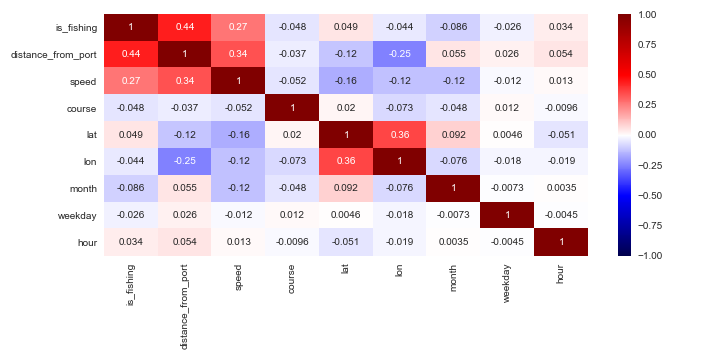 is_fishing 1 0.44 0.27 -0.048 0.049 -0.044 -0.086 -0.026 0.034
distance_from_port 0.44 1 0.34 -0.037 -0.12 -0.25 0.055 0.026 0.054
speed 0.27 0.34 1 -0.052 -0.16 -0.12 -0.12 -0.012 0.013
course -0.048 -0.037 -0.052 1 0.02 -0.073 -0.048 0.012 -0.0096
lat 0.049 -0.12 -0.16 0.02 1 0.36 0.092 0.0046 -0.051
lon -0.044 -0.25 -0.12 -0.073 0.36 1 -0.076 -0.018 -0.019
month -0.086 0.055 -0.12 -0.048 0.092 -0.076 1 -0.0073 0.0035
weekday -0.026 0.026 -0.012 0.012 0.0046 -0.018 -0.0073 1 -0.0045
hour 0.034 0.054 0.013 -0.0096 -0.051 -0.019 0.0035 -0.0045 1
is_fishing
distance_from_port
speed
course
lat
lon
month
weekday
hour
1.00
0.75
0.50
0.25
0.00
−0.25
−0.50
−0.75
−1.00